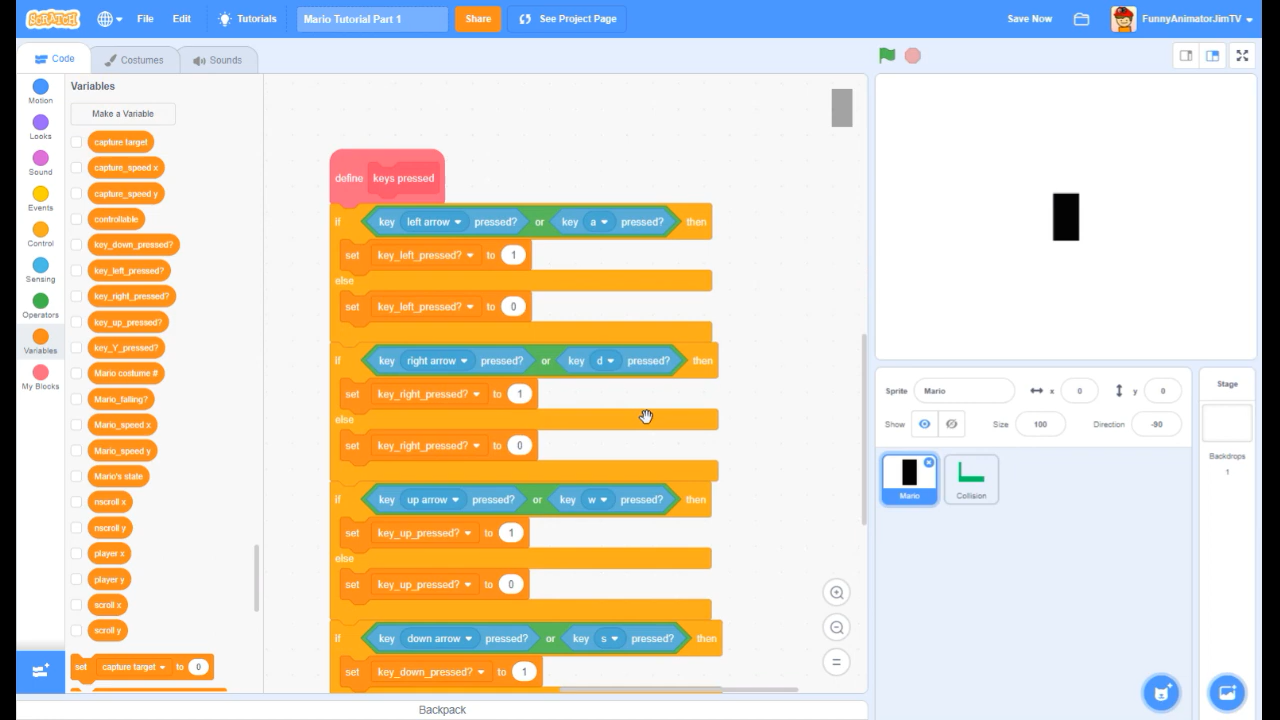 SCRATCH File Edit Tutorials Mario Tutorial Part 1 Share See Project Page Save Now FunnyAnimator.JimTV
Code Costumes Sounds
Motion
Looks
Sound
Events
Control
Sensing
Operators
Variables
My Blocks
Variables
Make a Variable
capture target
capture_speed x
capture_speed y
controllable
key_down_pressed?
key_left_pressed?
key_right_pressed?
key_up_pressed?
key_Y_pressed?
Mario costume #
Mario_falling?
Mario_speed x
Mario_speed y
Mario's state
nscroll x
nscroll y
player x
player y
scroll x
scroll y
set capture target to 0
define keys pressed
if key left arrow pressed? or key a pressed? then
set key_left_pressed? to 1
else
set key_left_pressed? to 0
if key right arrow pressed? or key d pressed? then
set key_right_pressed? to 1
else
set key_right_pressed? to 0
if key up arrow pressed? or key w pressed? then
set key_up_pressed? to 1
else
set key_up_pressed? to 0
if key down arrow pressed? or key s pressed? then
set key_down_pressed? to 1
Backpack
Sprite Mario x 0 y 0
Show Size 100 Direction -90
Mario Collision
Stage
Backdrops
1